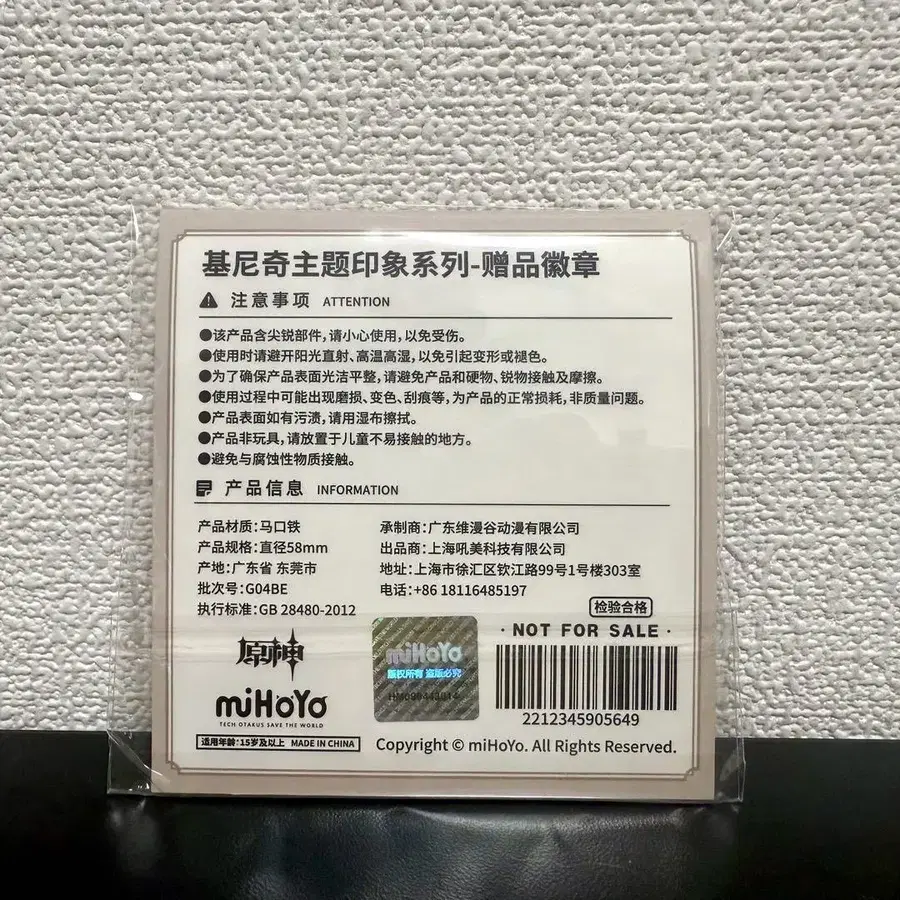 基尼奇主题印象系列-赠品徽章
注意事项 ATTENTION
●该产品含尖锐部件,请小心使用,以免受伤。
●使用时请避开阳光直射、高温高湿,以免引起变形或褪色。
●为了确保产品表面光洁平整,请避免产品和硬物、锐物接触及摩擦。
●使用过程中可能出现磨损、变色、刮痕等,为产品的正常损耗,非质量问题。
●产品表面如有污渍,请用湿布擦拭。
●产品非玩具,请放置于儿童不易接触的地方。
●避免与腐蚀性物质接触。
产品信息 INFORMATION
产品材质:马口铁
产品规格:直径58mm
产地:广东省 东莞市
批次号:G04BE
执行标准:GB 28480-2012
承制商:广东维漫谷动漫有限公司
出品商:上海吼美科技有限公司
地址:上海市徐汇区钦江路99号1号楼303室
电话:+86 18116485197
检验合格
· NOT FOR SALE ·
原神
miHoYo
TECH OTAKUS SAVE THE WORLD
miHoYo
版权所有 盗版必究
2212345905649
适用年龄:15岁及以上 MADE IN CHINA
Copyright © miHoYo. All Rights Reserved.